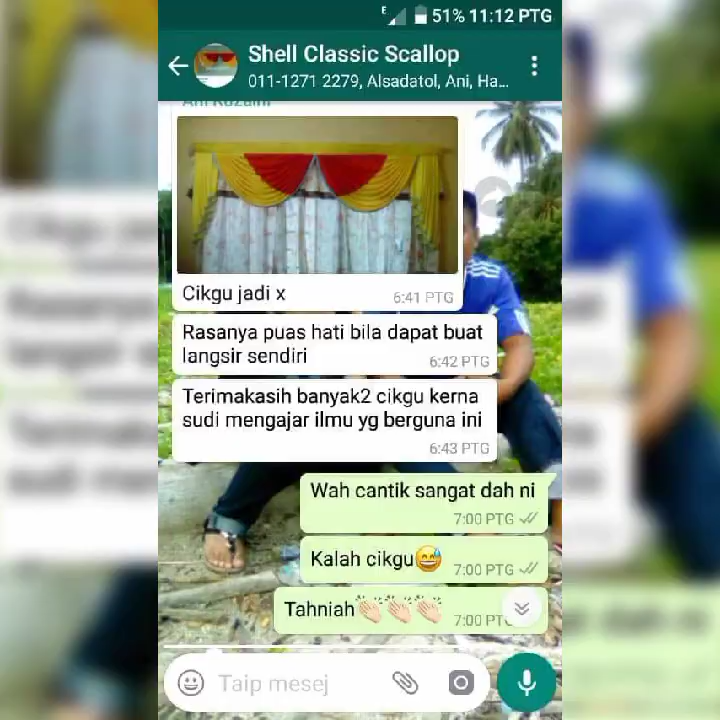 51% 11:12 PTG
Shell Classic Scallop
011-1271 2279, Alsadatol, Ani, Ha...
Cikgu jadi x
6:41 PTG
Rasanya puas hati bila dapat buat
langsir sendiri
6:42 PTG
Terimakasih banyak2 cikgu kerna
sudi mengajar ilmu yg berguna ini
6:43 PTG
Wah cantik sangat dah ni
7:00 PTG
Kalah cikgu😅
7:00 PTG
Tahniah👏🏻👏🏻👏🏻
7:00 PTG
Taip mesej